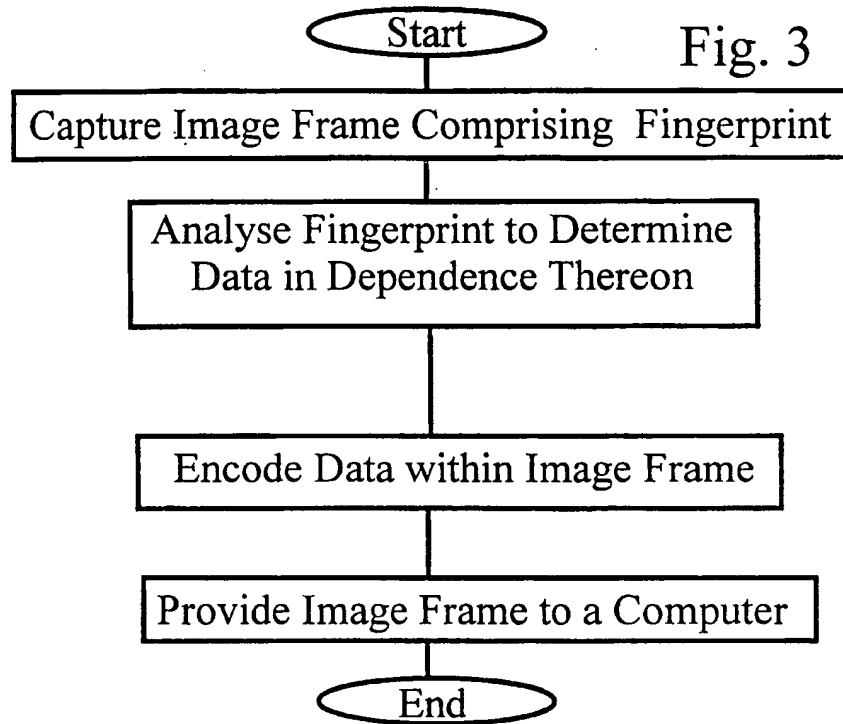 Start
Fig. 3
Capture Image Frame Comprising Fingerprint
Analyse Fingerprint to Determine
Data in Dependence Thereon
Encode Data within Image Frame
Provide Image Frame to a Computer
End